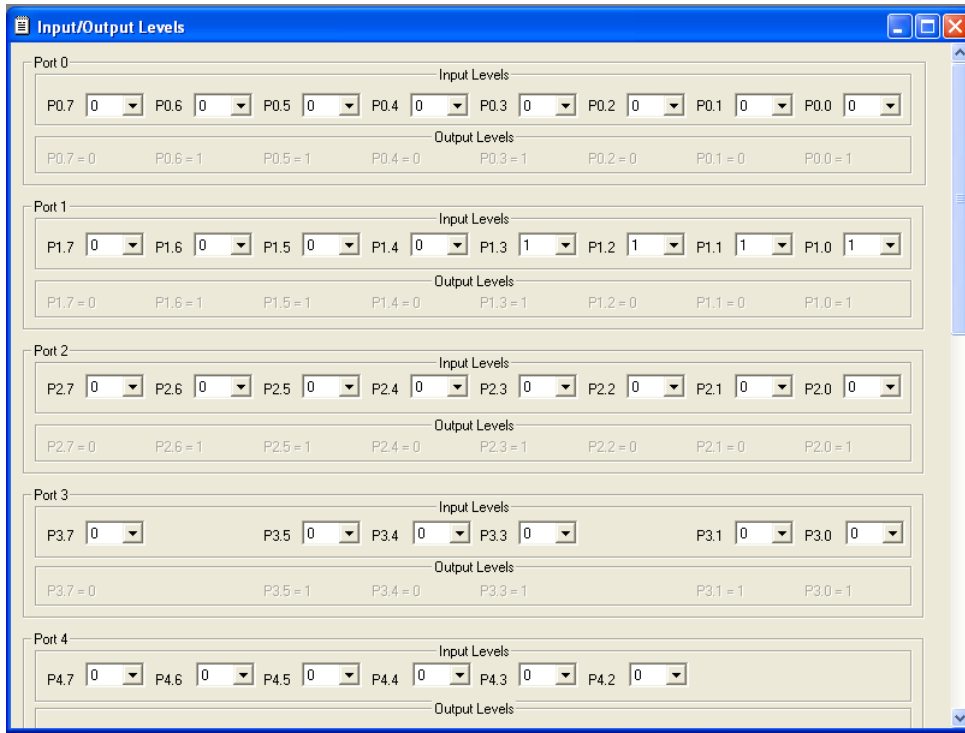 Input/Output Levels
Port 0
Input Levels
P0.7 0 P0.6 0 P0.5 0 P0.4 0 P0.3 0 P0.2 0 P0.1 0 P0.0 0
Output Levels
P0.7 = 0 P0.6 = 1 P0.5 = 1 P0.4 = 0 P0.3 = 1 P0.2 = 0 P0.1 = 0 P0.0 = 1
Port 1
Input Levels
P1.7 0 P1.6 0 P1.5 0 P1.4 0 P1.3 1 P1.2 1 P1.1 1 P1.0 1
Output Levels
P1.7 = 0 P1.6 = 1 P1.5 = 1 P1.4 = 0 P1.3 = 1 P1.2 = 0 P1.1 = 0 P1.0 = 1
Port 2
Input Levels
P2.7 0 P2.6 0 P2.5 0 P2.4 0 P2.3 0 P2.2 0 P2.1 0 P2.0 0
Output Levels
P2.7 = 0 P2.6 = 1 P2.5 = 1 P2.4 = 0 P2.3 = 1 P2.2 = 0 P2.1 = 0 P2.0 = 1
Port 3
Input Levels
P3.7 0 P3.5 0 P3.4 0 P3.3 0 P3.1 0 P3.0 0
Output Levels
P3.7 = 0 P3.5 = 1 P3.4 = 0 P3.3 = 1 P3.1 = 1 P3.0 = 1
Port 4
Input Levels
P4.7 0 P4.6 0 P4.5 0 P4.4 0 P4.3 0 P4.2 0
Output Levels